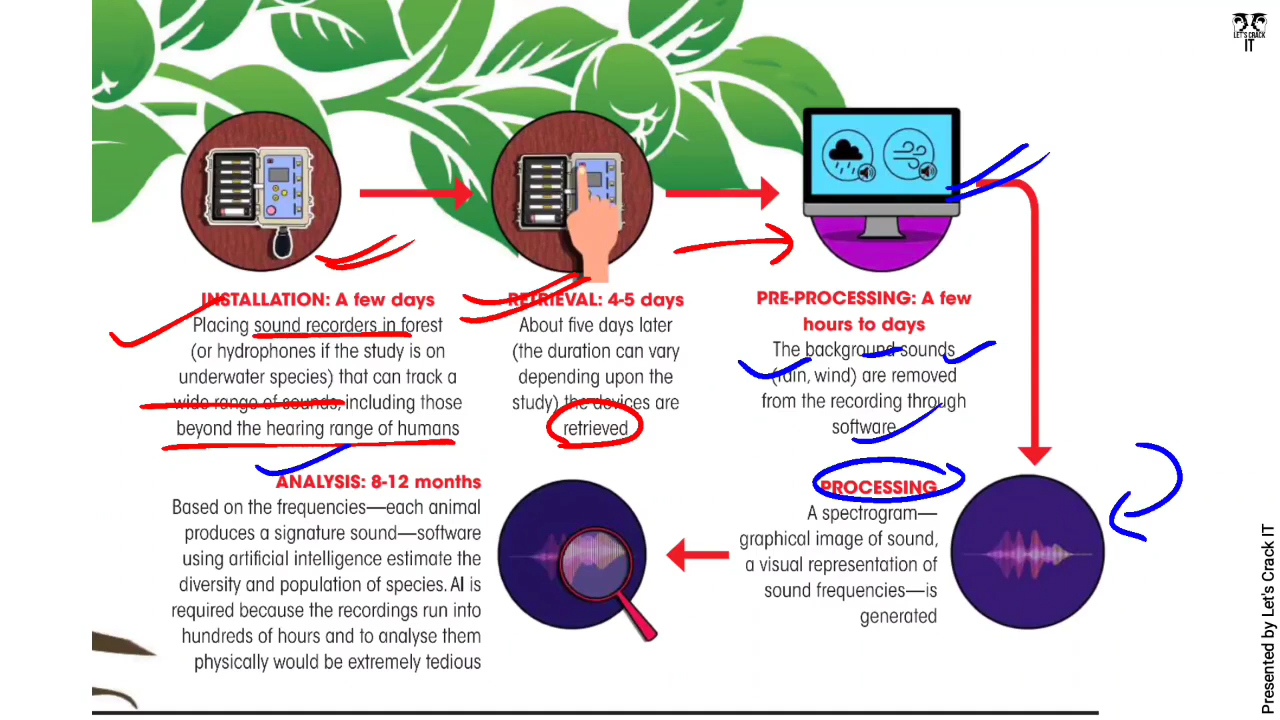 LET'S CRACK
IT
INSTALLATION: A few days
Placing sound recorders in forest
(or hydrophones if the study is on
underwater species) that can track a
wide range of sounds, including those
beyond the hearing range of humans
RETRIEVAL: 4-5 days
About five days later
(the duration can vary
depending upon the
study) the devices are
retrieved
PRE-PROCESSING: A few
hours to days
The background sounds
(rain, wind) are removed
from the recording through
software
PROCESSING
A spectrogram—
graphical image of sound,
a visual representation of
sound frequencies—is
generated
ANALYSIS: 8-12 months
Based on the frequencies—each animal
produces a signature sound—software
using artificial intelligence estimate the
diversity and population of species. AI is
required because the recordings run into
hundreds of hours and to analyse them
physically would be extremely tedious
Presented by Let's Crack IT